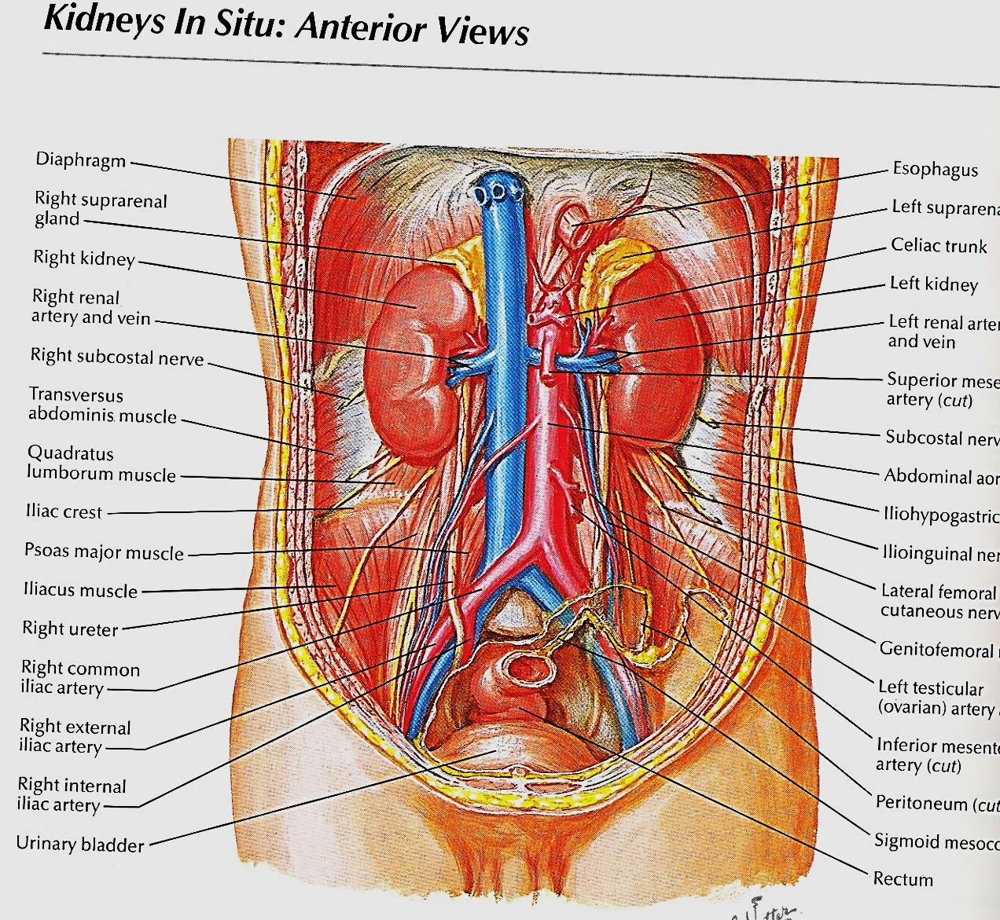 Kidneys In Situ: Anterior Views
Diaphragm
Right suprarenal
gland
Right kidney
Right renal
artery and vein
Right subcostal nerve
Transversus
abdominis muscle
Quadratus
lumborum muscle
Iliac crest
Psoas major muscle
Iliacus muscle
Right ureter
Right common
iliac artery
Right external
iliac artery
Right internal
iliac artery
Urinary bladder
Esophagus
Left suprarena
Celiac trunk
Left kidney
Left renal arter
and vein
Superior mese
artery (cut)
Subcostal nerv
Abdominal aor
Iliohypogastric
Ilioinguinal ner
Lateral femoral
cutaneous nerv
Genitofemoral
Left testicular
(ovarian) artery
Inferior mesente
artery (cut)
Peritoneum (cut
Sigmoid mesoco
Rectum